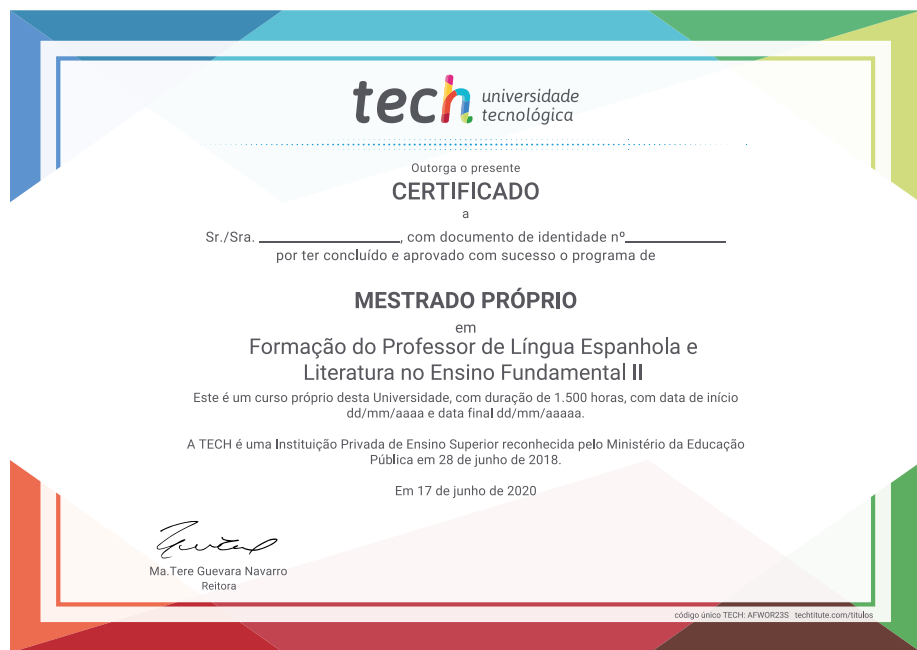 tech universidade
tecnológica
Outorga o presente
CERTIFICADO
a
Sr./Sra. ____________________, com documento de identidade nº______________
por ter concluído e aprovado com sucesso o programa de
MESTRADO PRÓPRIO
em
Formação do Professor de Língua Espanhola e
Literatura no Ensino Fundamental II
Este é um curso próprio desta Universidade, com duração de 1.500 horas, com data de início
dd/mm/aaaa e data final dd/mm/aaaaa.
A TECH é uma Instituição Privada de Ensino Superior reconhecida pelo Ministério da Educação
Pública em 28 de junho de 2018.
Em 17 de junho de 2020
Ma.Tere Guevara Navarro
Reitora
código único TECH: AFWOR23S techtitute.com/titulos